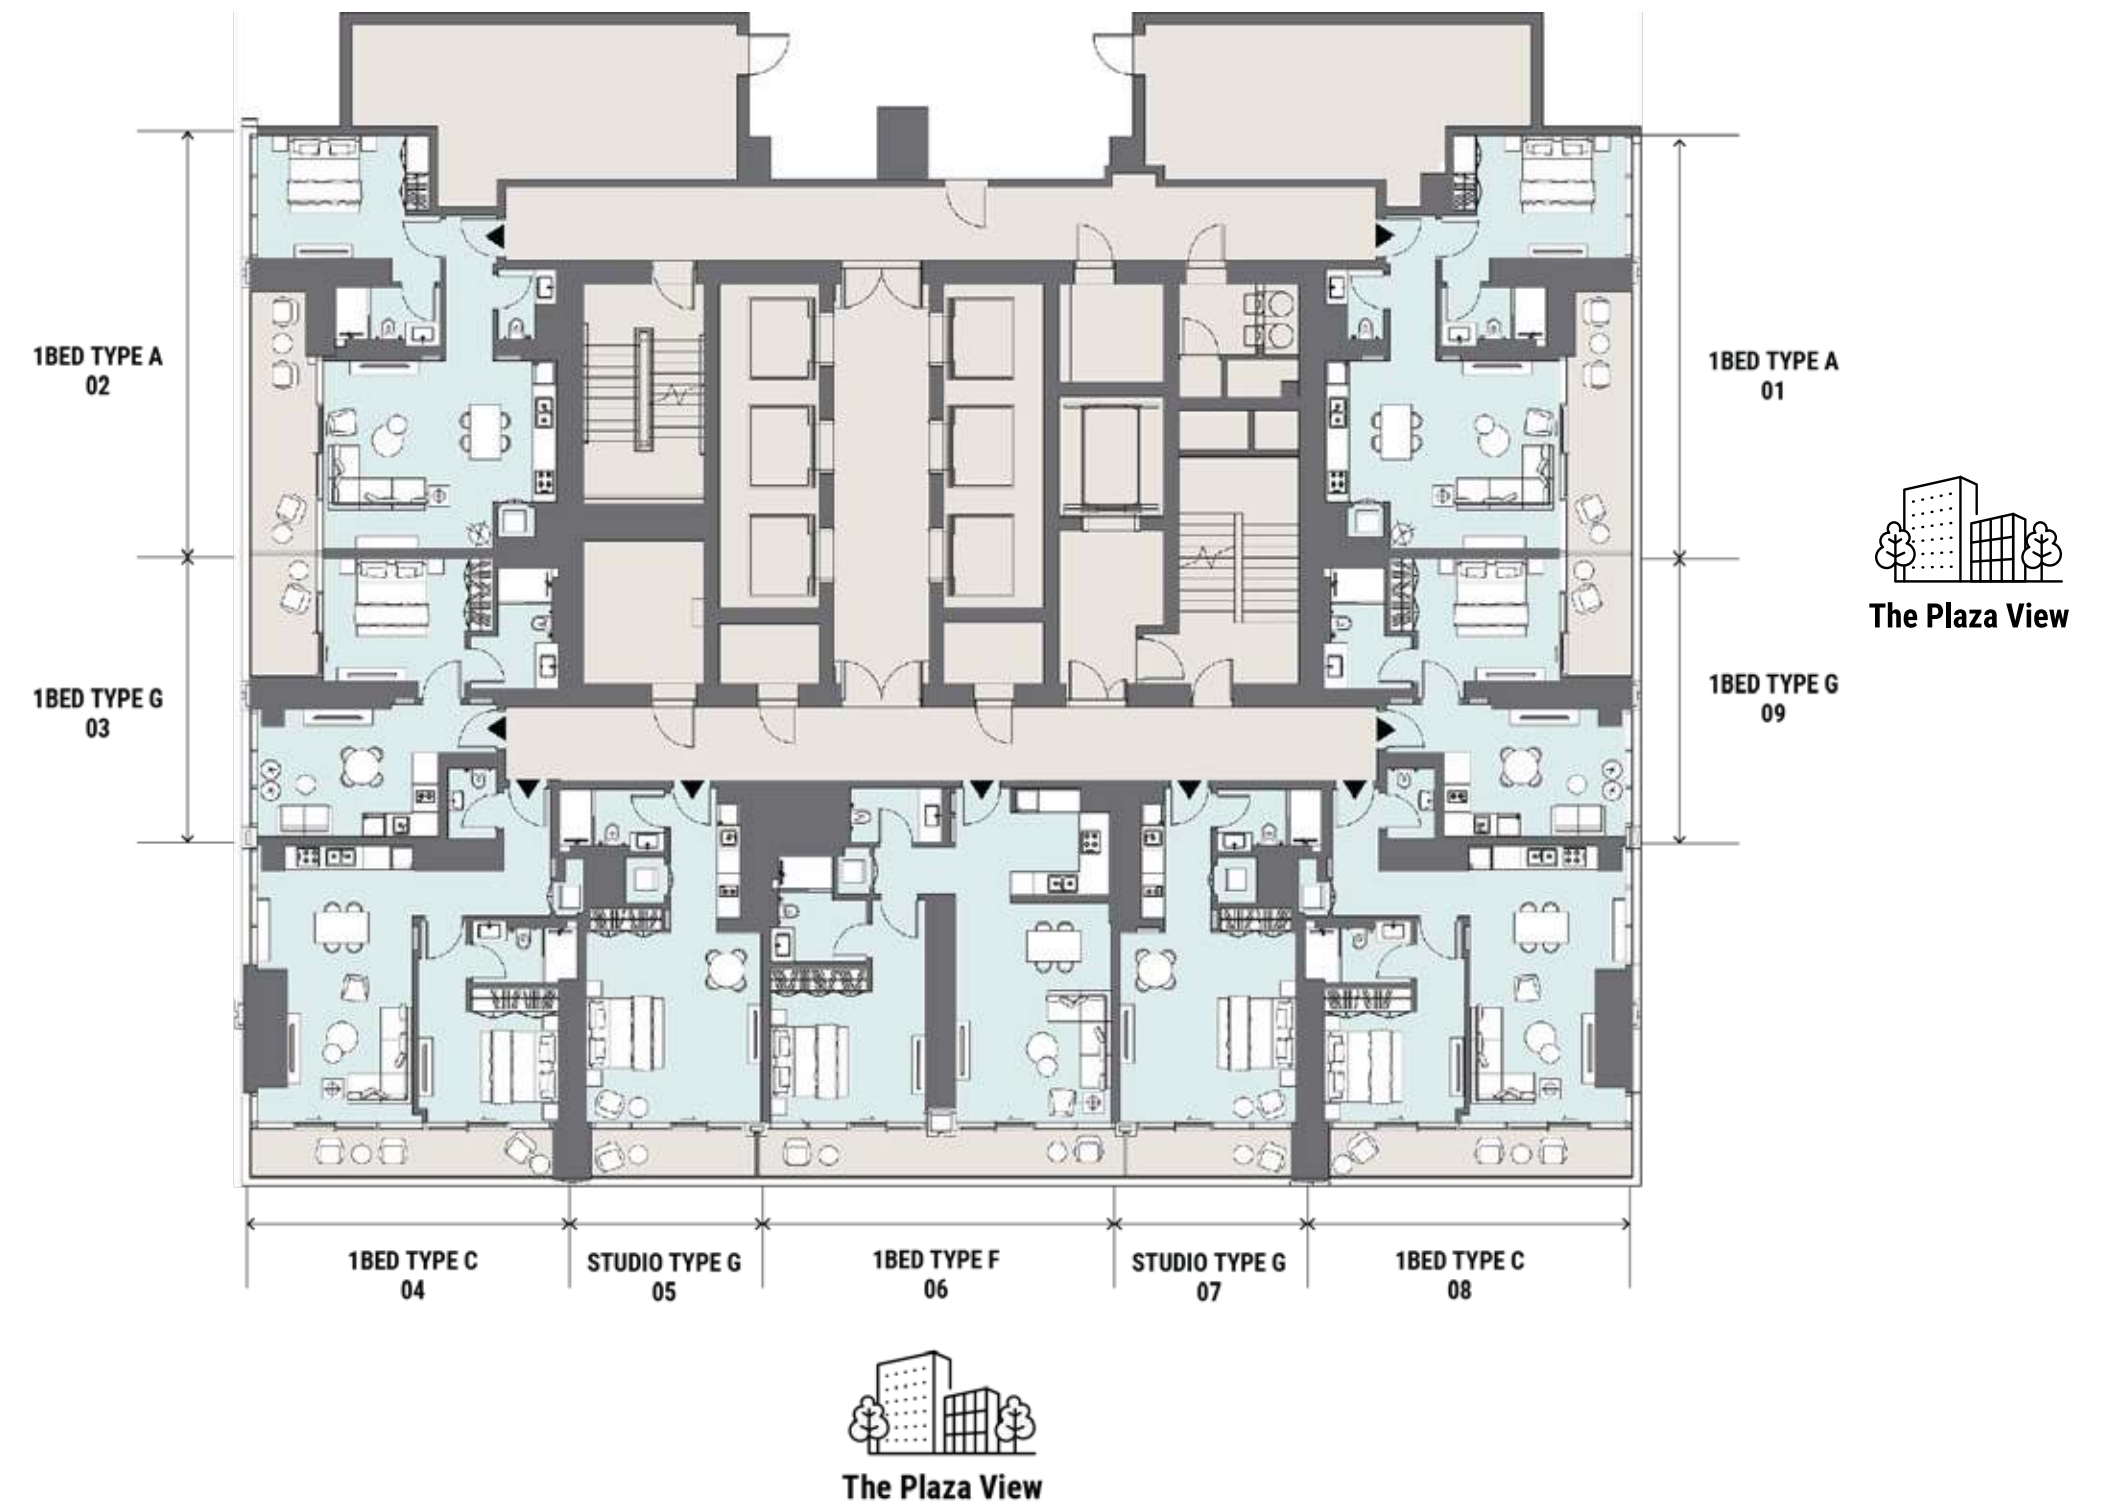 1BED TYPE A
02
1BED TYPE A
01
The Plaza View
1BED TYPE G
03
1BED TYPE G
09
1BED TYPE C
04
STUDIO TYPE G
05
1BED TYPE F
06
STUDIO TYPE G
07
1BED TYPE C
08
The Plaza View